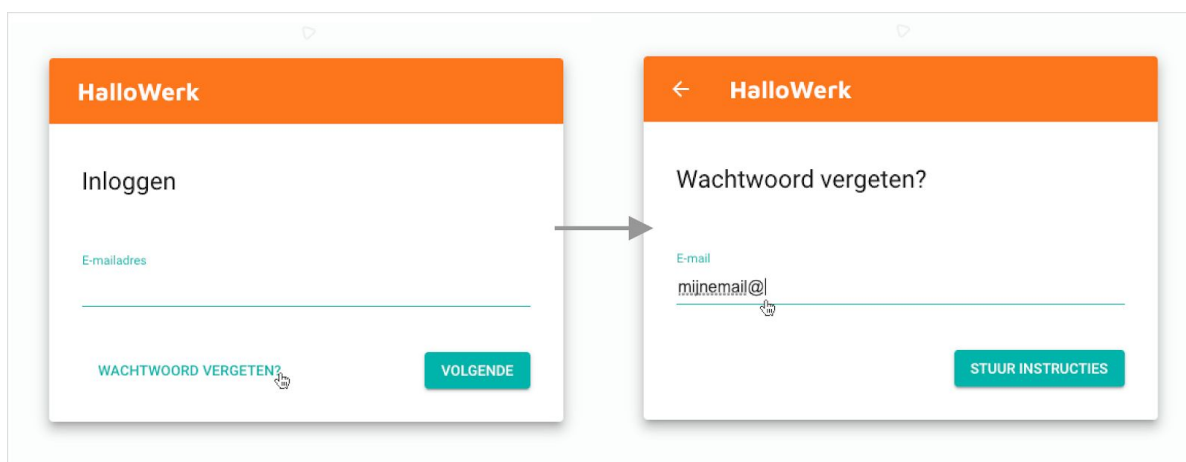 HalloWerk
Inloggen
E-mailadres
WACHTWOORD VERGETEN?
VOLGENDE
HalloWerk
Wachtwoord vergeten?
E-mail
mijnemail@
STUUR INSTRUCTIES